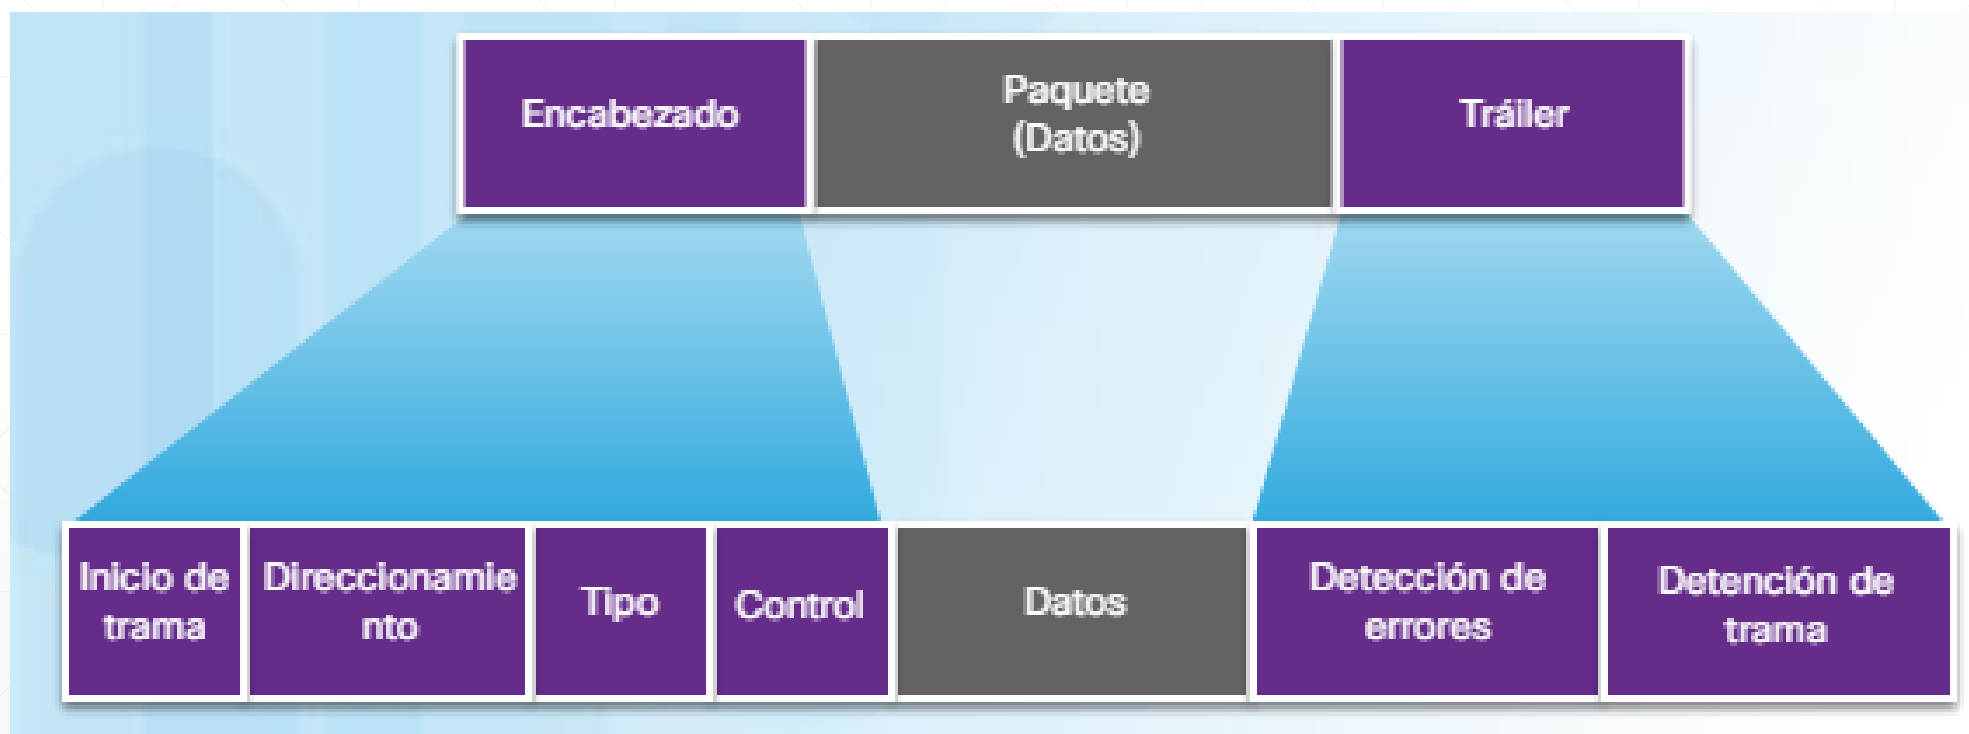 Encabezado
Paquete
(Datos)
Tráiler
Inicio de
trama
Direccionamie
nto
Tipo
Control
Datos
Detección de
errores
Detención de
trama